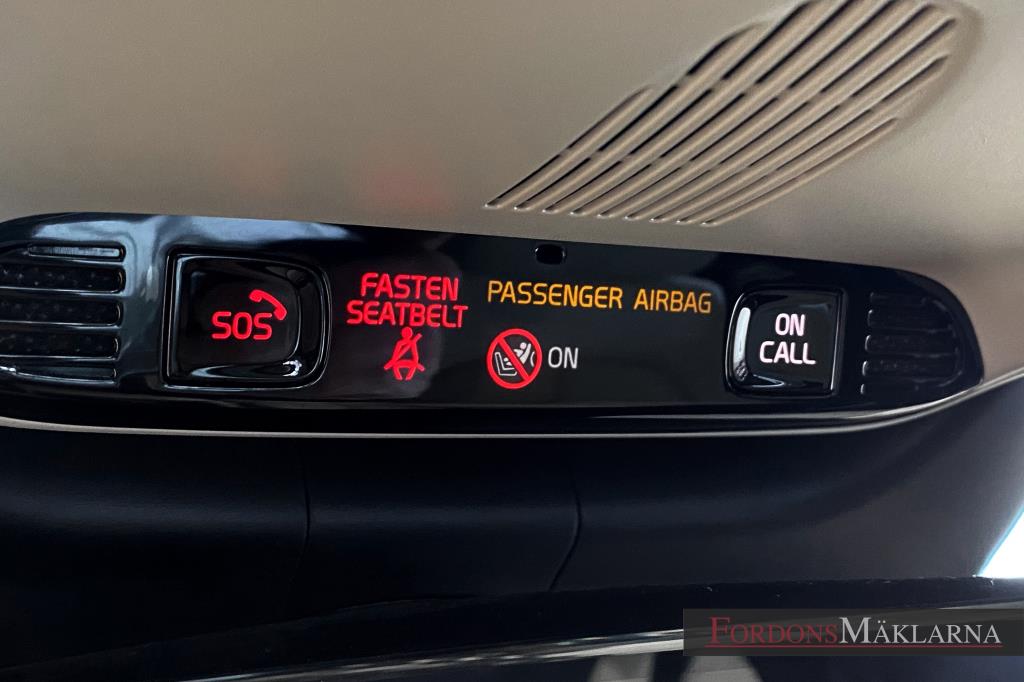 SOS
FASTEN
SEATBELT
PASSENGER AIRBAG
ON
ON
CALL
FORDONSMÄKLARNA